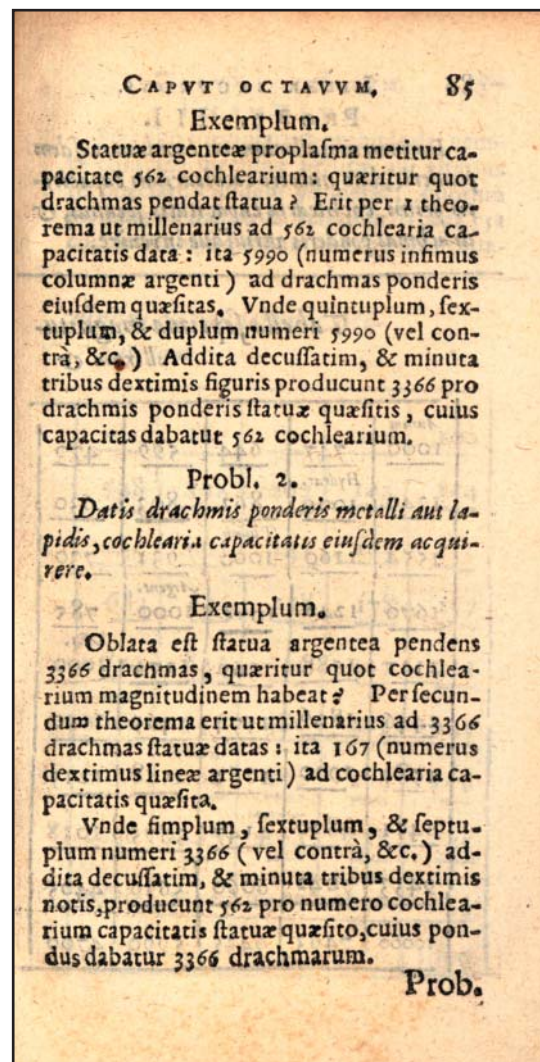 CAPVT OCTAVVM. 85
Exemplum.
Statuæ argenteæ proplaſma metitur ca-
pacitate 562 cochlearium: quæritur quot
drachmas pendat ſtatua? Erit per 1 theo-
rema ut millenarius ad 562 cochlearia ca-
pacitatis data : ita 5990 (numerus infimus
columnæ argenti) ad drachmas ponderis
eiuſdem quæſitas. Vnde quintuplum, ſex-
tuplum, & duplum numeri 5990 (vel con-
trà, &c.) Addita decuſſatim, & minuta
tribus dextimis figuris producunt 3366 pro
drachmis ponderis ſtatuæ quæſitis, cuius
capacitas dabatut 562 cochlearium.
Probl. 2.
Datis drachmis ponderis metalli aut la-
pidis, cochlearia capacitatis eiuſdem acqui-
rere.
Exemplum.
Oblata eſt ſtatua argentea pendens
3366 drachmas, quæritur quot cochlea-
rium magnitudinem habeat? Per ſecun-
dum theorema erit ut millenarius ad 3366
drachmas ſtatuæ datas : ita 167 (numerus
dextimus lineæ argenti) ad cochlearia ca-
pacitatis quæſita.
Vnde ſimplum, ſextuplum, & ſeptu-
plum numeri 3366 (vel contrà, &c.) ad-
dita decuſſatim, & minuta tribus dextimis
notis, producunt 562 pro numero cochlea-
rium capacitatis ſtatuæ quæſito, cuius pon-
dus dabatur 3366 drachmarum.
Prob.